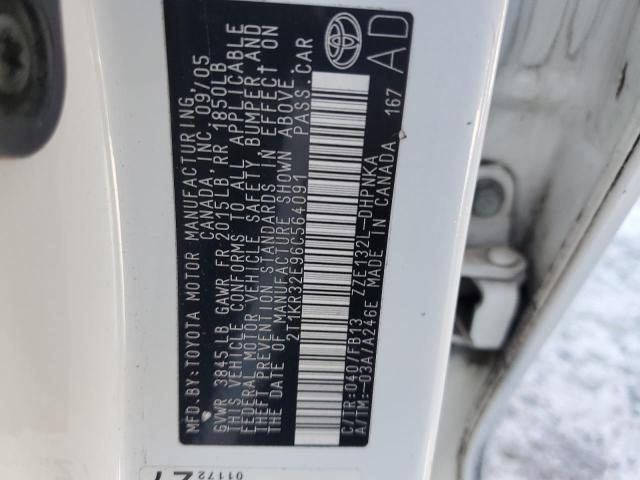 MFD. BY: TOYOTA MOTOR MANUFACTURING
CANADA, INC. 09/05
GVWR 3845LB GAWR FR 2015LB RR 1850LB
THIS VEHICLE CONFORMS TO ALL APPLICABLE
FEDERAL MOTOR VEHICLE SAFETY, BUMPER, AND
THEFT PREVENTION STANDARDS IN EFFECT ON
THE DATE OF MANUFACTURE SHOWN ABOVE.
2T1KR32E96C564091 PASS. CAR
C/TR:040/FB13 ZZE132L-DHPNKA
A/TM:-03A/A246E MADE IN CANADA 167
AD
01172